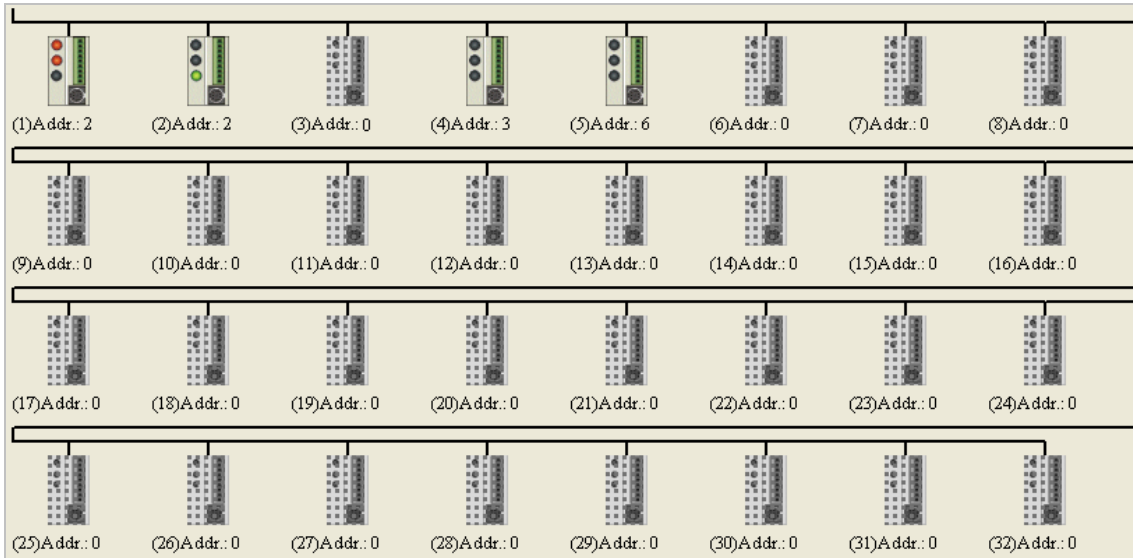 (1)Addr.: 2 (2)Addr.: 2 (3)Addr.: 0 (4)Addr.: 3 (5)Addr.: 6 (6)Addr.: 0 (7)Addr.: 0 (8)Addr.: 0
(9)Addr.: 0 (10)Addr.: 0 (11)Addr.: 0 (12)Addr.: 0 (13)Addr.: 0 (14)Addr.: 0 (15)Addr.: 0 (16)Addr.: 0
(17)Addr.: 0 (18)Addr.: 0 (19)Addr.: 0 (20)Addr.: 0 (21)Addr.: 0 (22)Addr.: 0 (23)Addr.: 0 (24)Addr.: 0
(25)Addr.: 0 (26)Addr.: 0 (27)Addr.: 0 (28)Addr.: 0 (29)Addr.: 0 (30)Addr.: 0 (31)Addr.: 0 (32)Addr.: 0